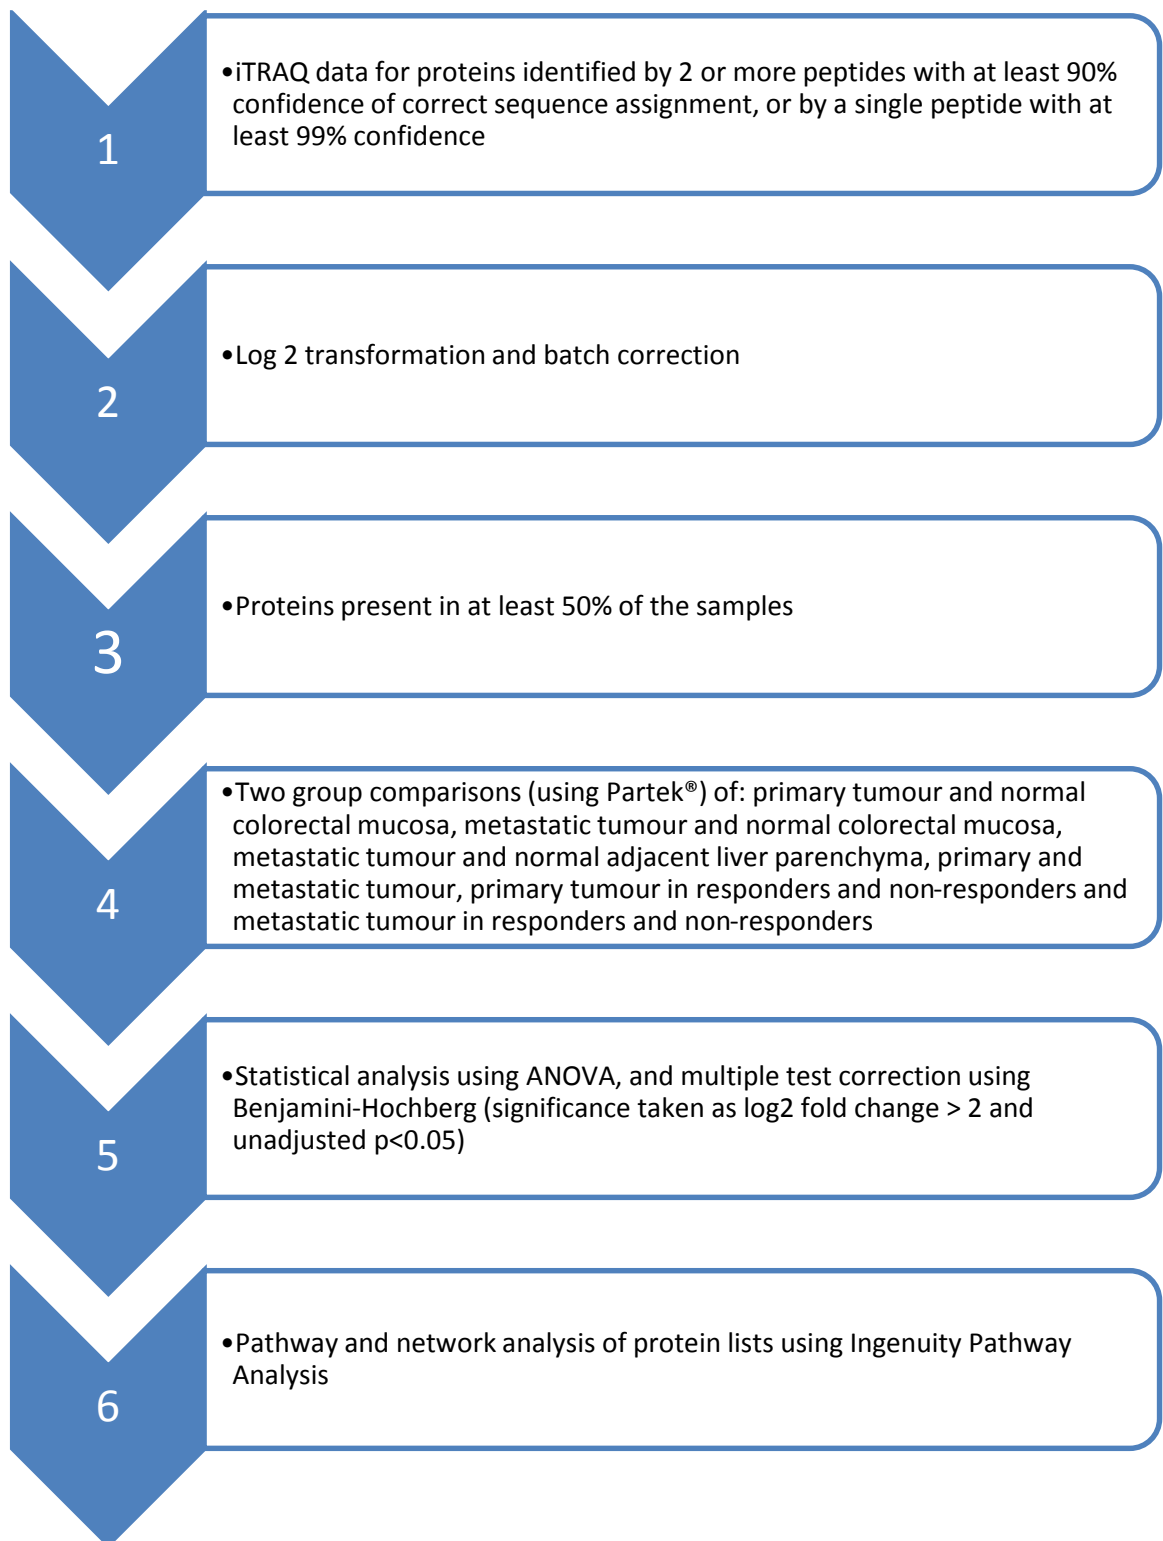 1
•iTRAQ data for proteins identified by 2 or more peptides with at least 90%
confidence of correct sequence assignment, or by a single peptide with at
least 99% confidence
2
•Log 2 transformation and batch correction
3
•Proteins present in at least 50% of the samples
4
•Two group comparisons (using Partek®) of: primary tumour and normal
colorectal mucosa, metastatic tumour and normal colorectal mucosa,
metastatic tumour and normal adjacent liver parenchyma, primary and
metastatic tumour, primary tumour in responders and non-responders and
metastatic tumour in responders and non-responders
5
•Statistical analysis using ANOVA, and multiple test correction using
Benjamini-Hochberg (significance taken as log2 fold change > 2 and
unadjusted p<0.05)
6
•Pathway and network analysis of protein lists using Ingenuity Pathway
Analysis